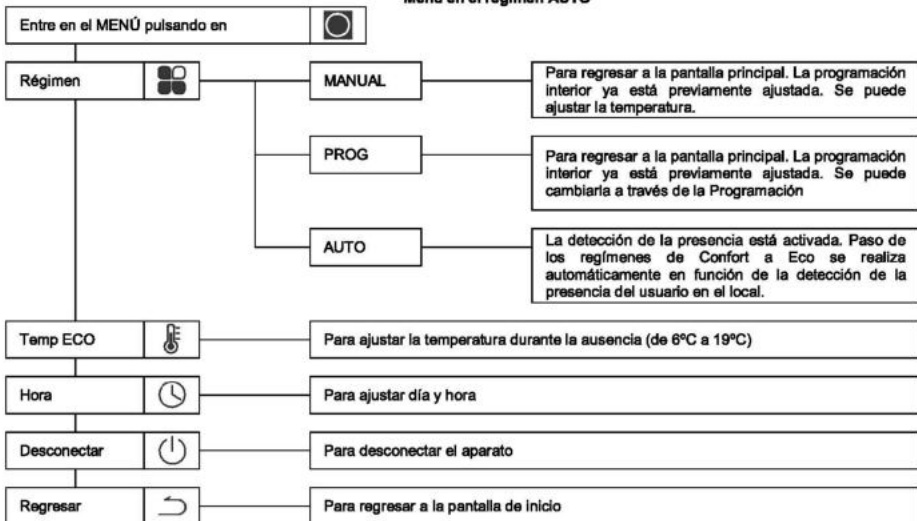 Menú en el régimen AUTO
Entre en el MENÚ pulsando en
Régimen
MANUAL
Para regresar a la pantalla principal. La programación
interior ya está previamente ajustada. Se puede
ajustar la temperatura.
PROG
Para regresar a la pantalla principal. La programación
interior ya está previamente ajustada. Se puede
cambiarla a través de la Programación
AUTO
La detección de la presencia está activada. Paso de
los regímenes de Confort a Eco se realiza
automáticamente en función de la detección de la
presencia del usuario en el local.
Temp ECO
Para ajustar la temperatura durante la ausencia (de 6ºC a 19ºC)
Hora
Para ajustar día y hora
Desconectar
Para desconectar el aparato
Regresar
Para regresar a la pantalla de inicio